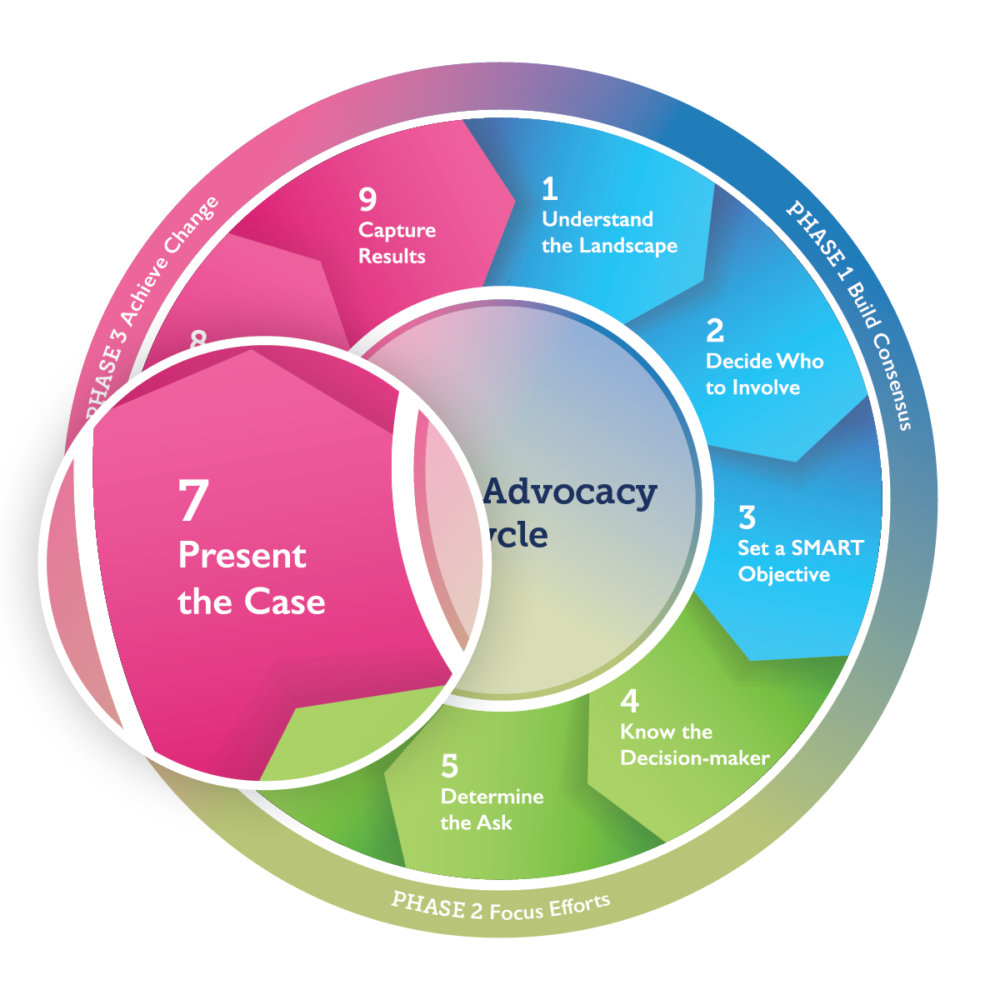 PHASE 1 Build Consensus
1
Understand
the Landscape
2
Decide Who
to Involve
3
Set a SMART
Objective
PHASE 2 Focus Efforts
4
Know the
Decision-maker
5
Determine
the Ask
PHASE 3 Achieve Change
7
Present
the Case
8
9
Capture
Results
Advocacy